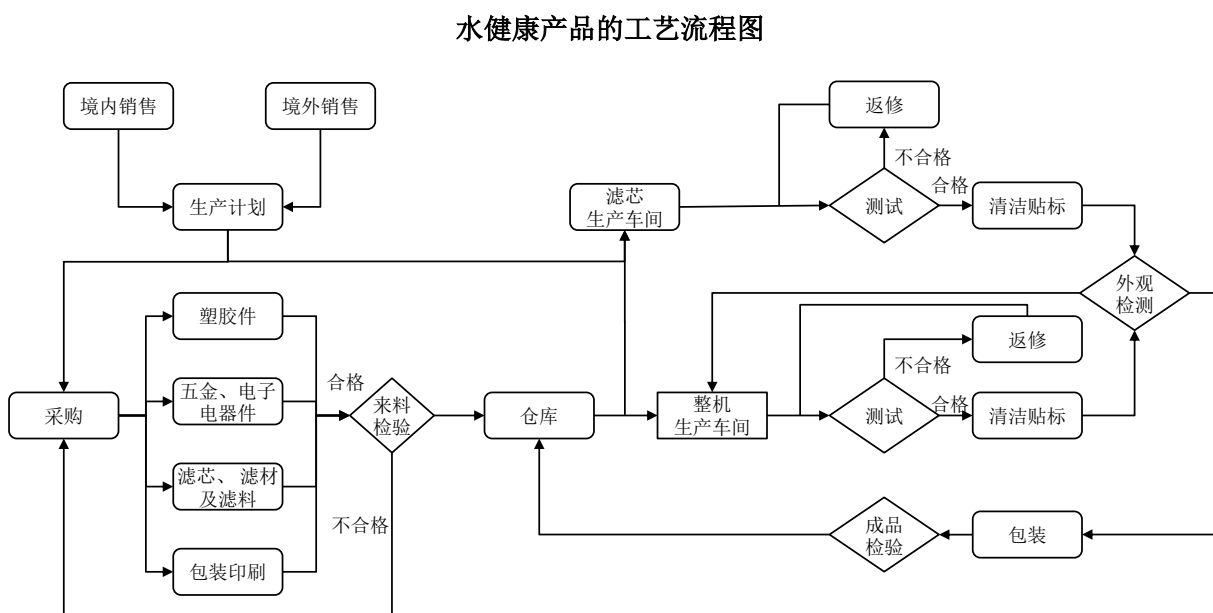 水健康产品的工艺流程图
境内销售
境外销售
返修
不合格
生产计划
滤芯
生产车间
测试
合格
清洁贴标
外观
检测
塑胶件
返修
不合格
五金、电子
电器件
合格
采购
来料
检验
仓库
整机
生产车间
测试
合格
清洁贴标
滤芯、 滤材
及滤料
不合格
成品
检验
包装
包装印刷